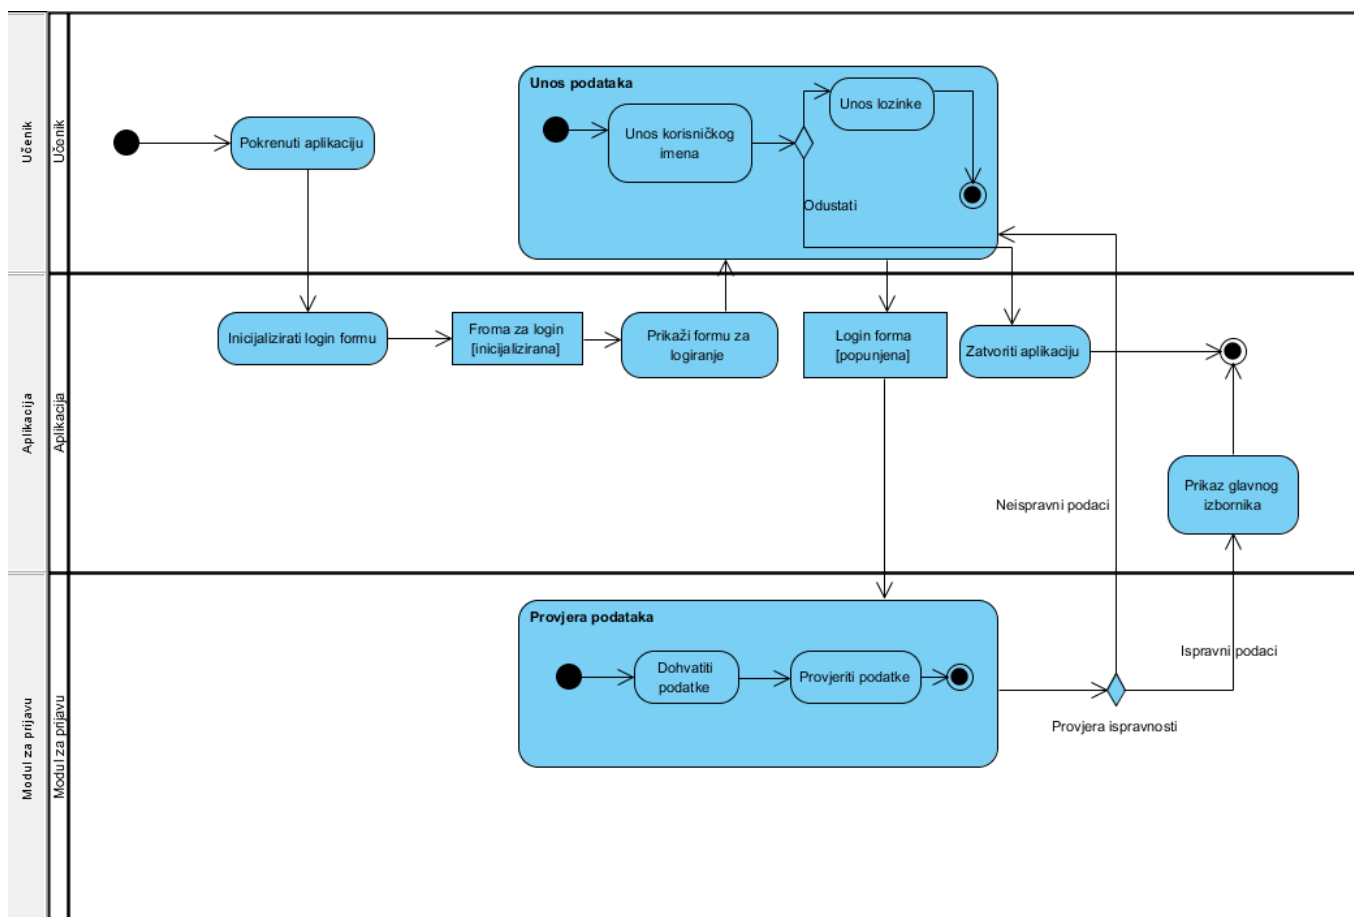 Učenik
Učenik
Pokrenuti aplikaciju
Unos podataka
Unos korisničkog
imena
Unos lozinke
Odustati
Aplikacija
Aplikacija
Inicijalizirati login formu
Froma za login
[inicijalizirana]
Prikaži formu za
logiranje
Login forma
[popunjena]
Zatvoriti aplikaciju
Neispravni podaci
Prikaz glavnog
izbornika
Modul za prijavu
Modul za prijavu
Provjera podataka
Dohvatiti
podatke
Provjeriti podatke
Ispravni podaci
Provjera ispravnosti